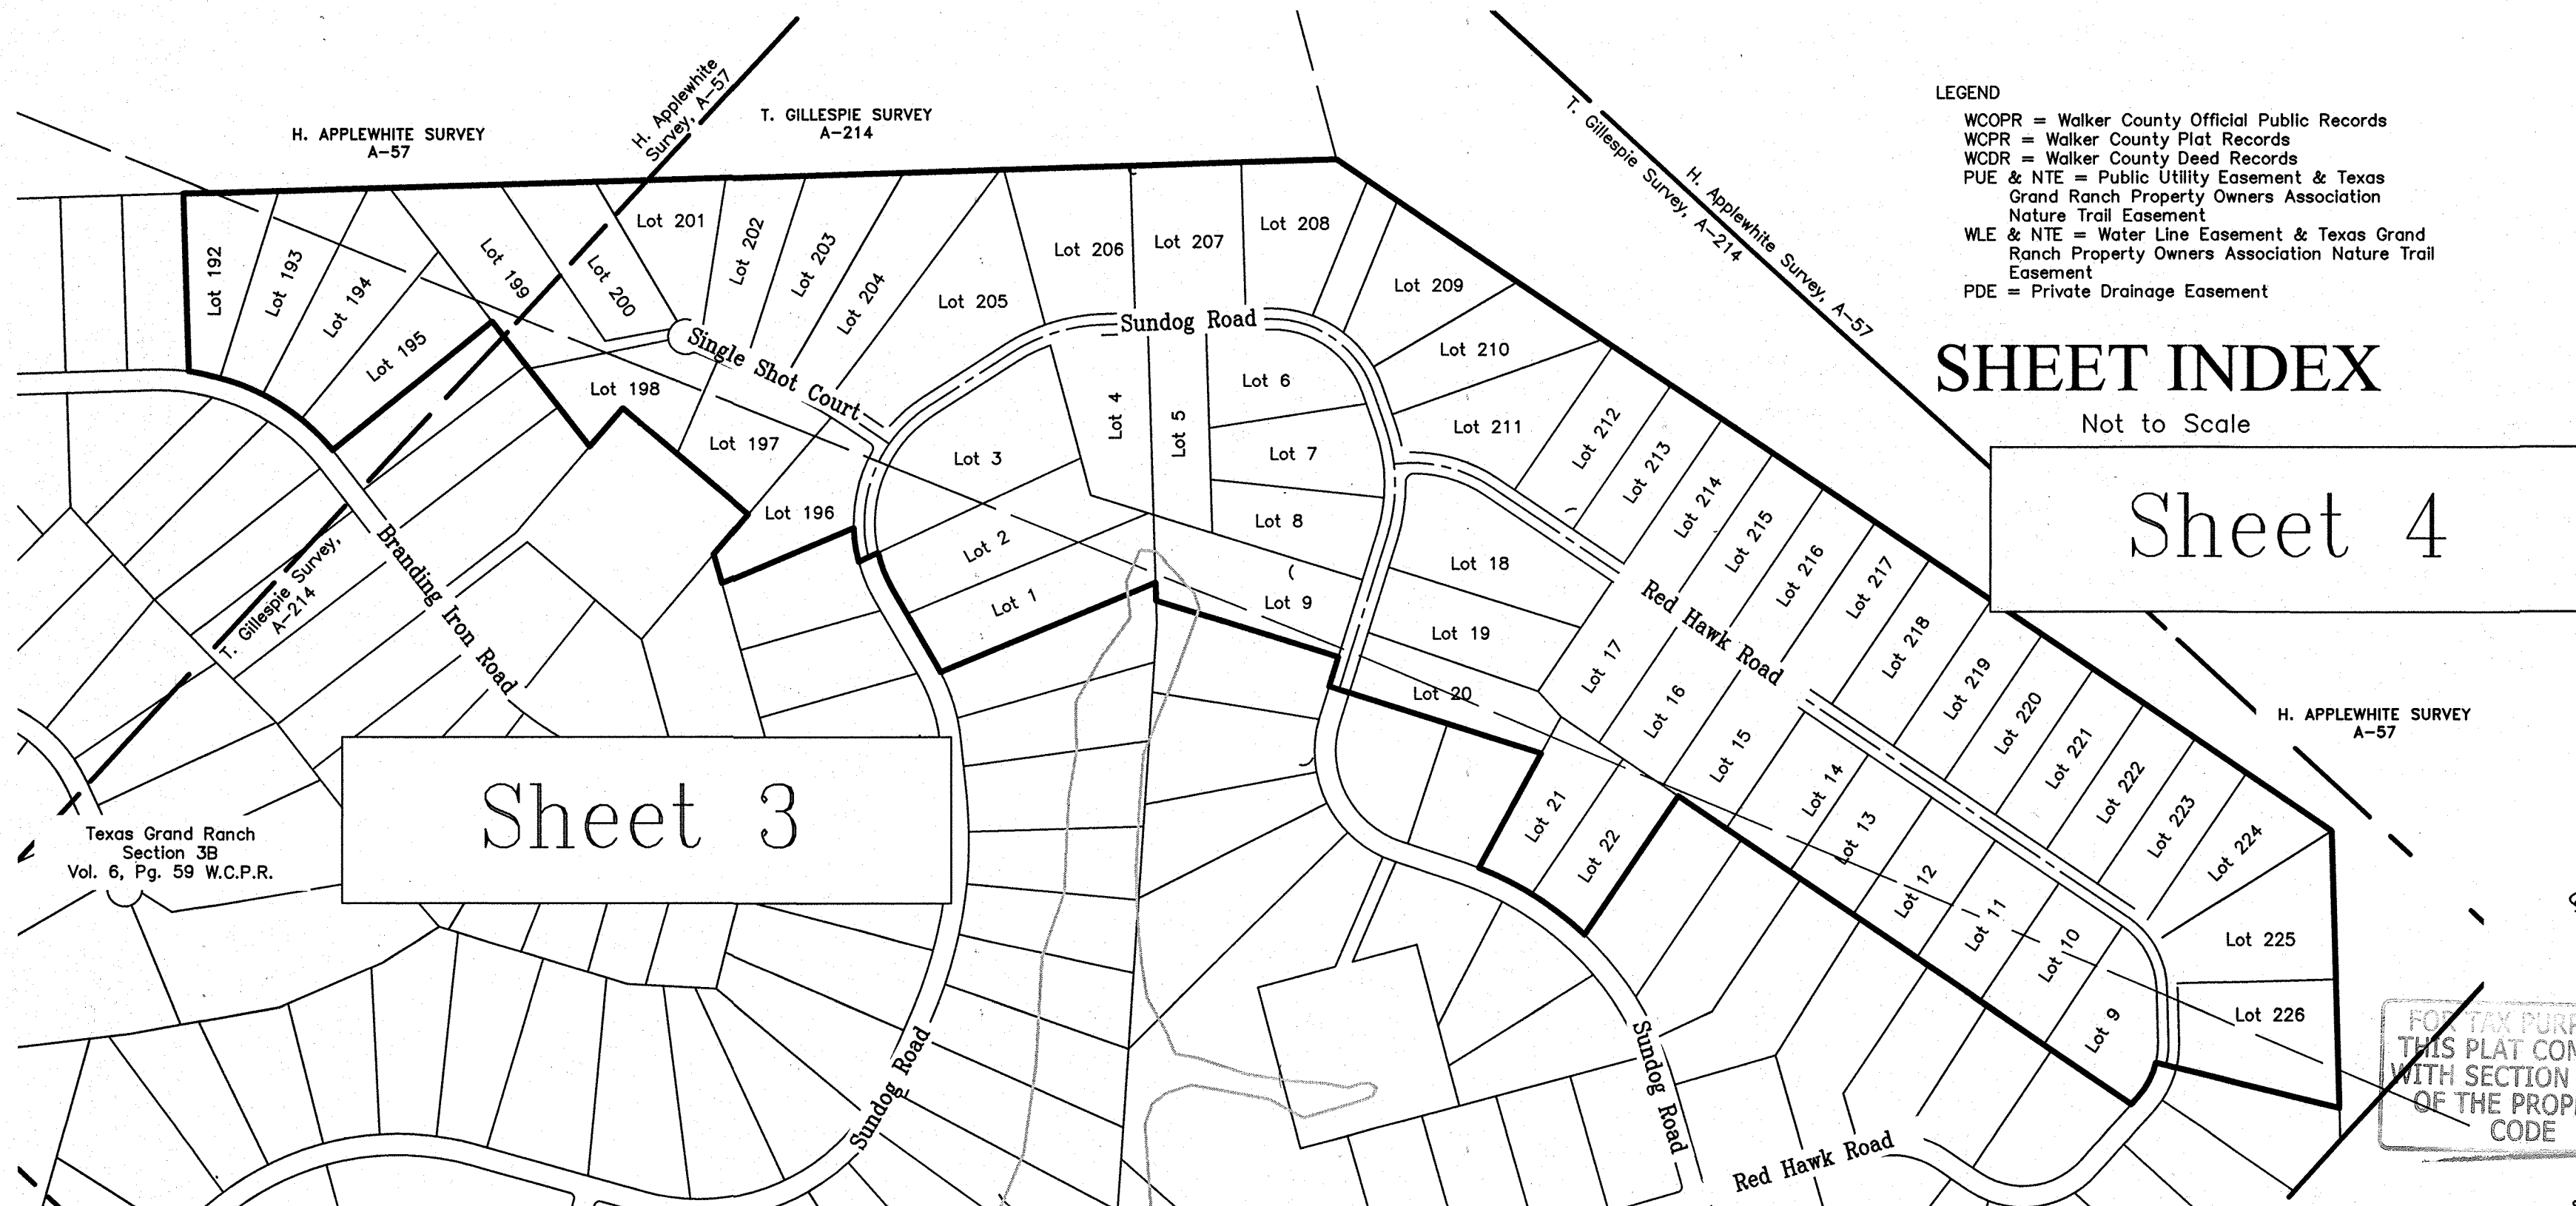 H. APPLEWHITE SURVEY
A-57
H. Applewhite
Survey, A-57
T. GILLESPIE SURVEY
A-214
T. Gillespie Survey, A-214
H. Applewhite Survey, A-57
LEGEND
WCOPR = Walker County Official Public Records
WCPR = Walker County Plat Records
WCDR = Walker County Deed Records
PUE & NTE = Public Utility Easement & Texas
Grand Ranch Property Owners Association
Nature Trail Easement
WLE & NTE = Water Line Easement & Texas Grand
Ranch Property Owners Association Nature Trail
Easement
PDE = Private Drainage Easement
SHEET INDEX
Not to Scale
Sheet 4
Lot 192
Lot 193
Lot 194
Lot 195
Lot 199
Lot 200
Lot 201
Lot 202
Lot 203
Lot 204
Lot 205
Lot 206
Lot 207
Lot 208
Lot 209
Lot 210
Lot 211
Lot 212
Lot 213
Lot 214
Lot 215
Lot 216
Lot 217
Lot 218
Lot 219
Lot 220
Lot 221
Lot 222
Lot 223
Lot 224
Lot 225
Lot 226
Single Shot Court
Sundog Road
Lot 198
Lot 197
Lot 196
Lot 3
Lot 2
Lot 1
Lot 4
Lot 5
Lot 6
Lot 7
Lot 8
Lot 9
Lot 18
Lot 19
Lot 20
Lot 17
Lot 16
Lot 15
Lot 14
Lot 13
Lot 12
Lot 11
Lot 10
Lot 9
Lot 21
Lot 22
Red Hawk Road
Branding Iron Road
T. Gillespie Survey,
A-214
H. APPLEWHITE SURVEY
A-57
Sheet 3
Texas Grand Ranch
Section 3B
Vol. 6, Pg. 59 W.C.P.R.
Sundog Road
Sundog Road
Red Hawk Road
FOR TAX
THIS PLAT
WITH SECTION
OF THE
CODE